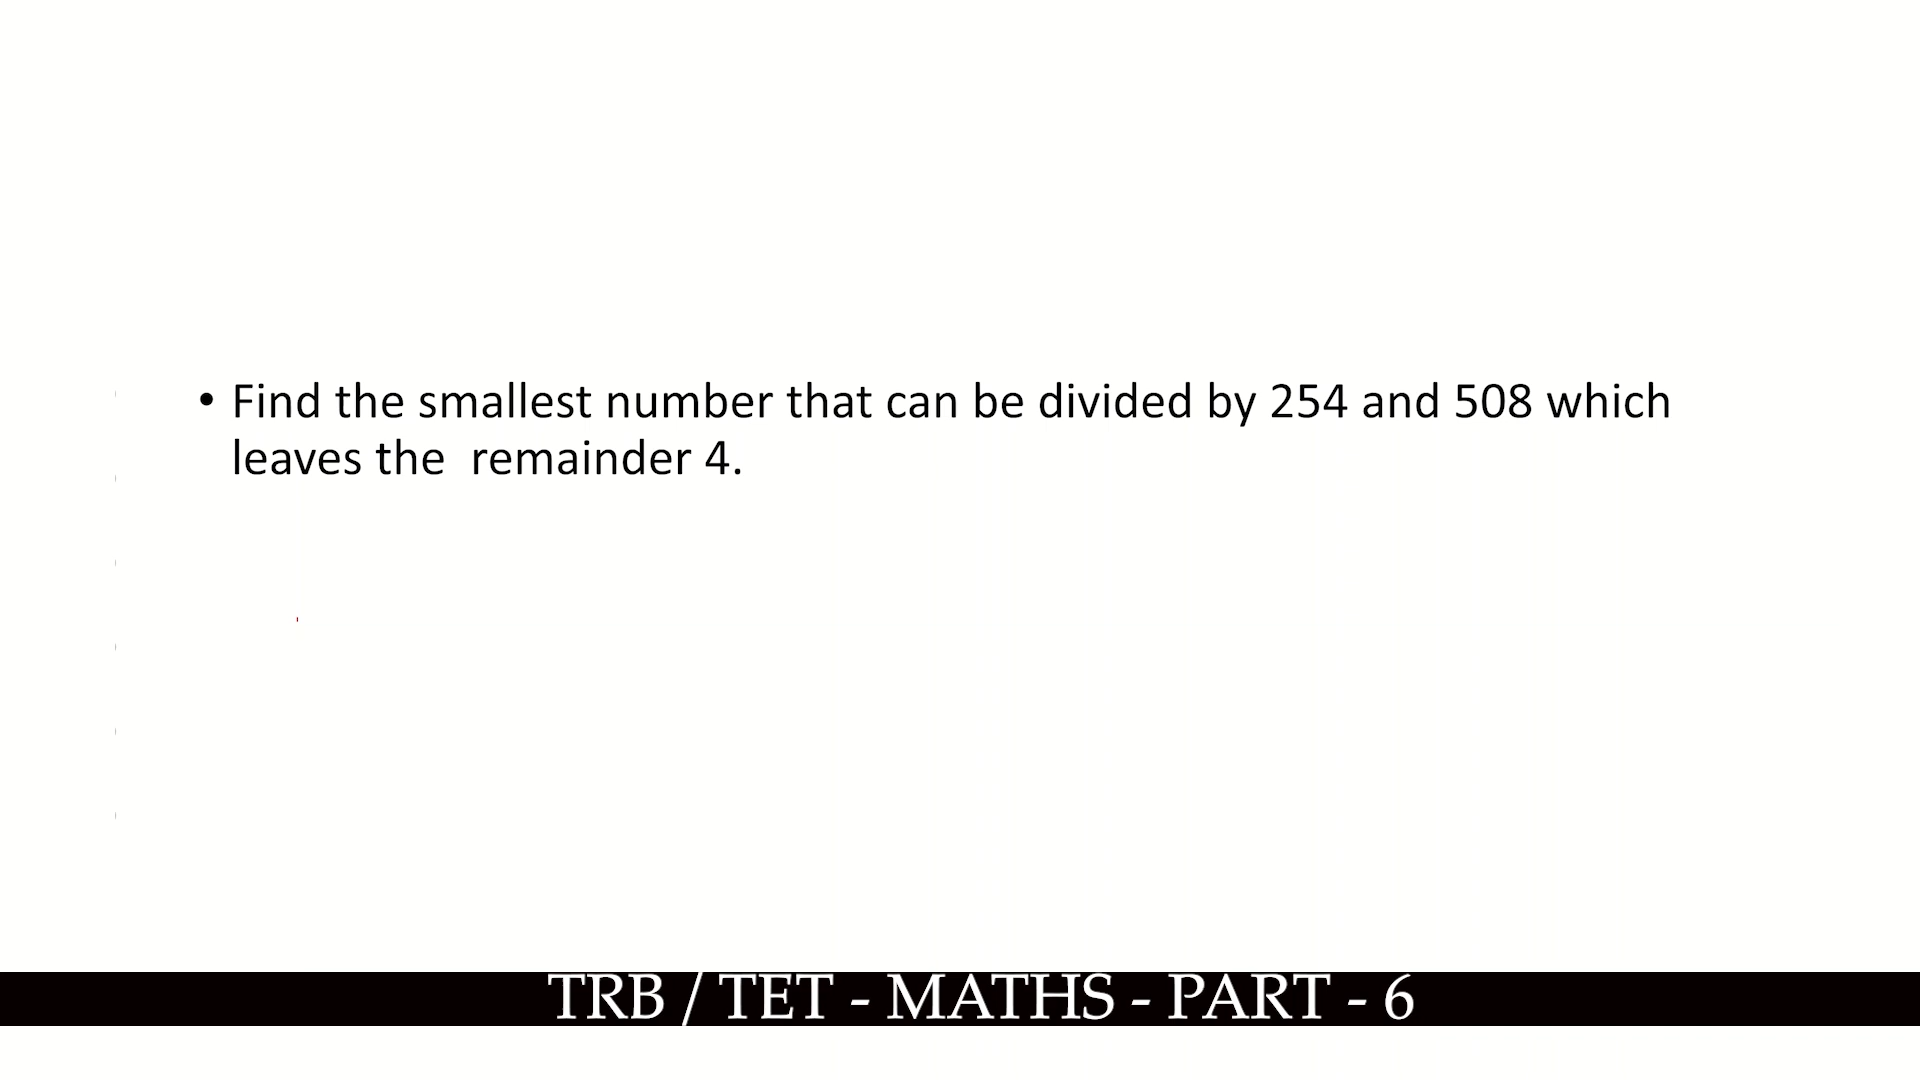 • Find the smallest number that can be divided by 254 and 508 which
leaves the  remainder 4.
TRB / TET - MATHS - PART - 6